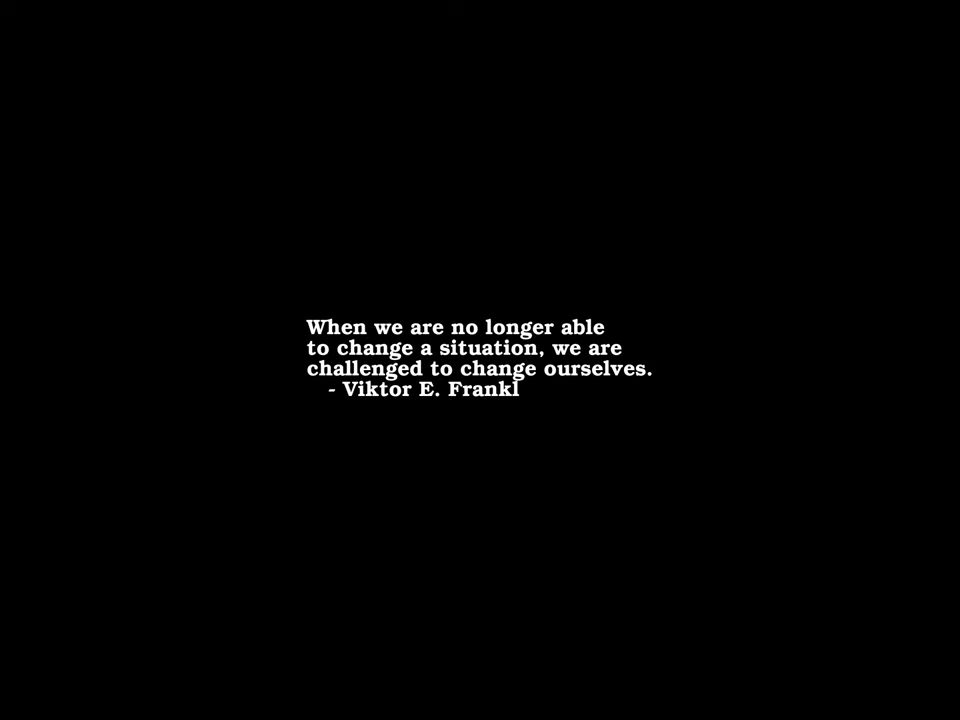 When we are no longer able
to change a situation, we are
challenged to change ourselves.
- Viktor E. Frankl